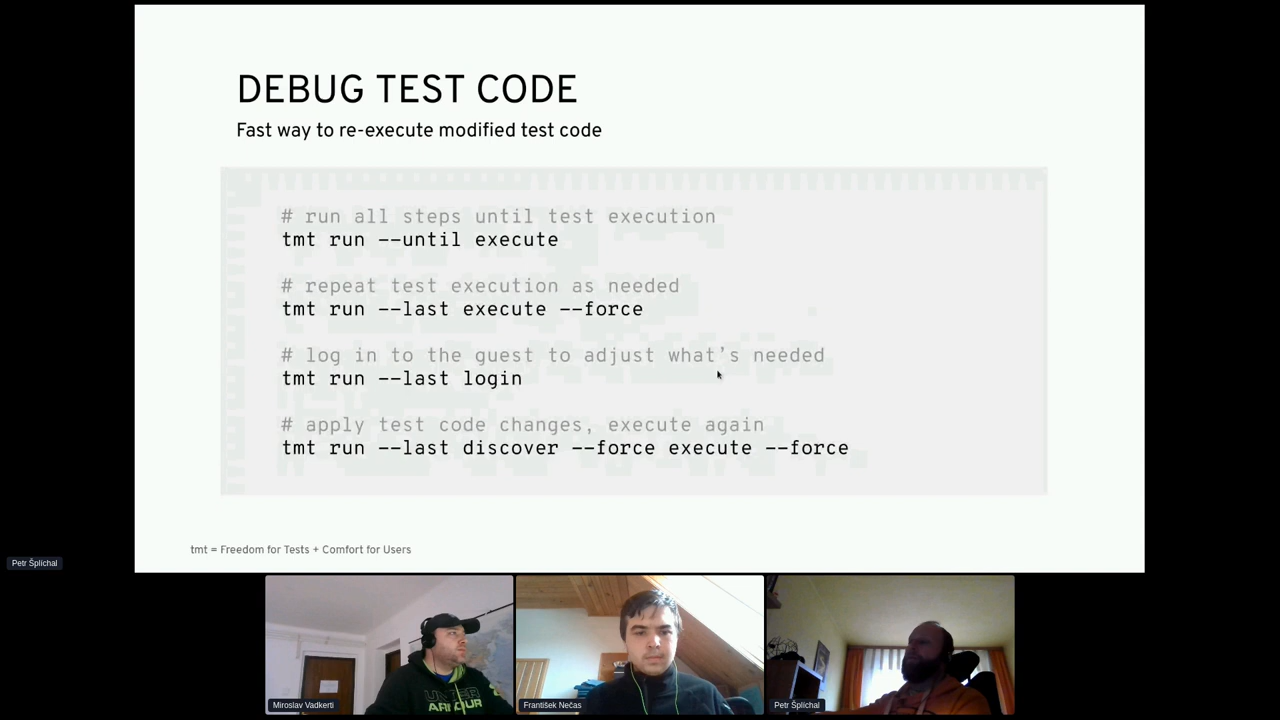 DEBUG TEST CODE
Fast way to re-execute modified test code
# run all steps until test execution
tmt run --until execute
# repeat test execution as needed
tmt run --last execute --force
# log in to the guest to adjust what's needed
tmt run --last login
# apply test code changes, execute again
tmt run --last discover --force execute --force
tmt = Freedom for Tests + Comfort for Users
Petr Šplíchal
UNDER
ARMOUR
Miroslav Vadkerti
František Nečas
Petr Šplíchal